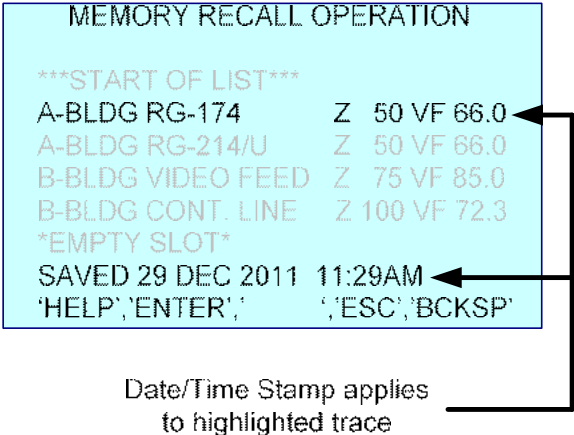 MEMORY RECALL OPERATION
***START OF LIST***
A-BLDG RG-174 Z 50 VF 66.0
A-BLDG RG-214/U Z 50 VF 66.0
B-BLDG VIDEO FEED Z 75 VF 85.0
B-BLDG CONT. LINE Z 100 VF 72.3
*EMPTY SLOT*
SAVED 29 DEC 2011 11:29AM
‘HELP’,’ENTER’,’ ‘,’ESC’,’BCKSP’
Date/Time Stamp applies
to highlighted trace